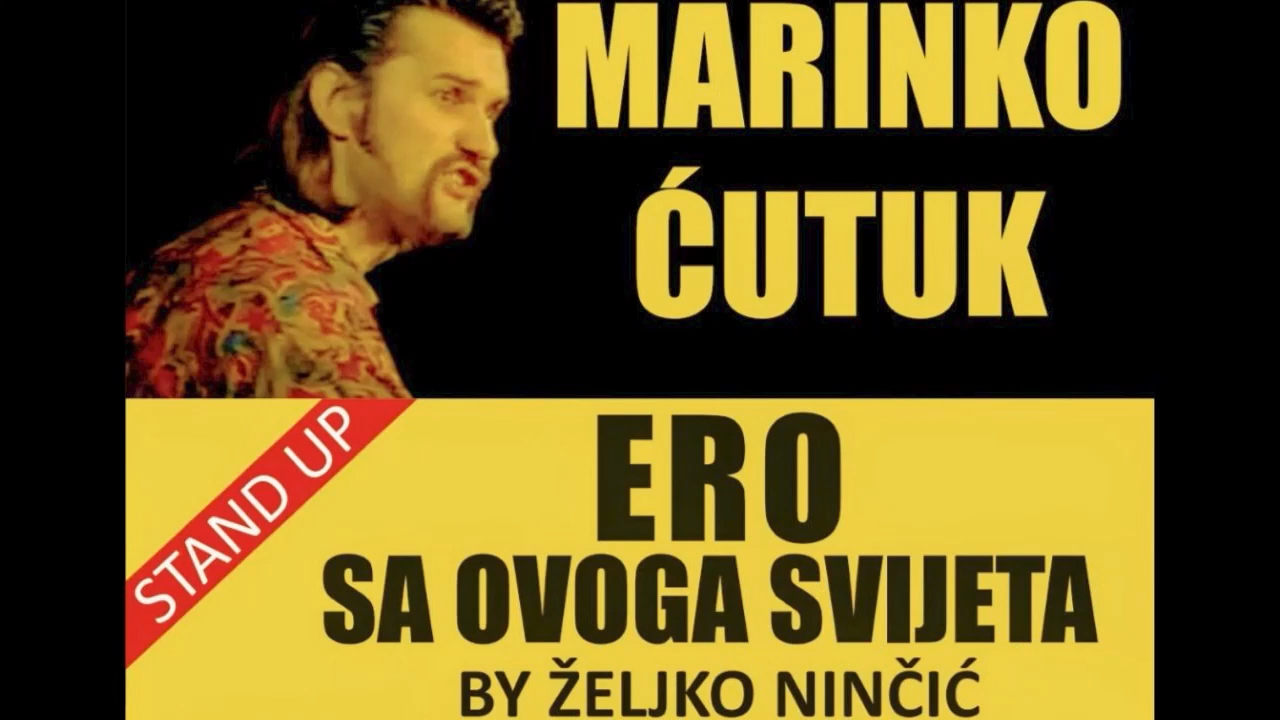 MARINKO
ĆUTUK
STAND UP
ERO
SA OVOGA SVIJETA
BY ŽELJKO NINČIĆ